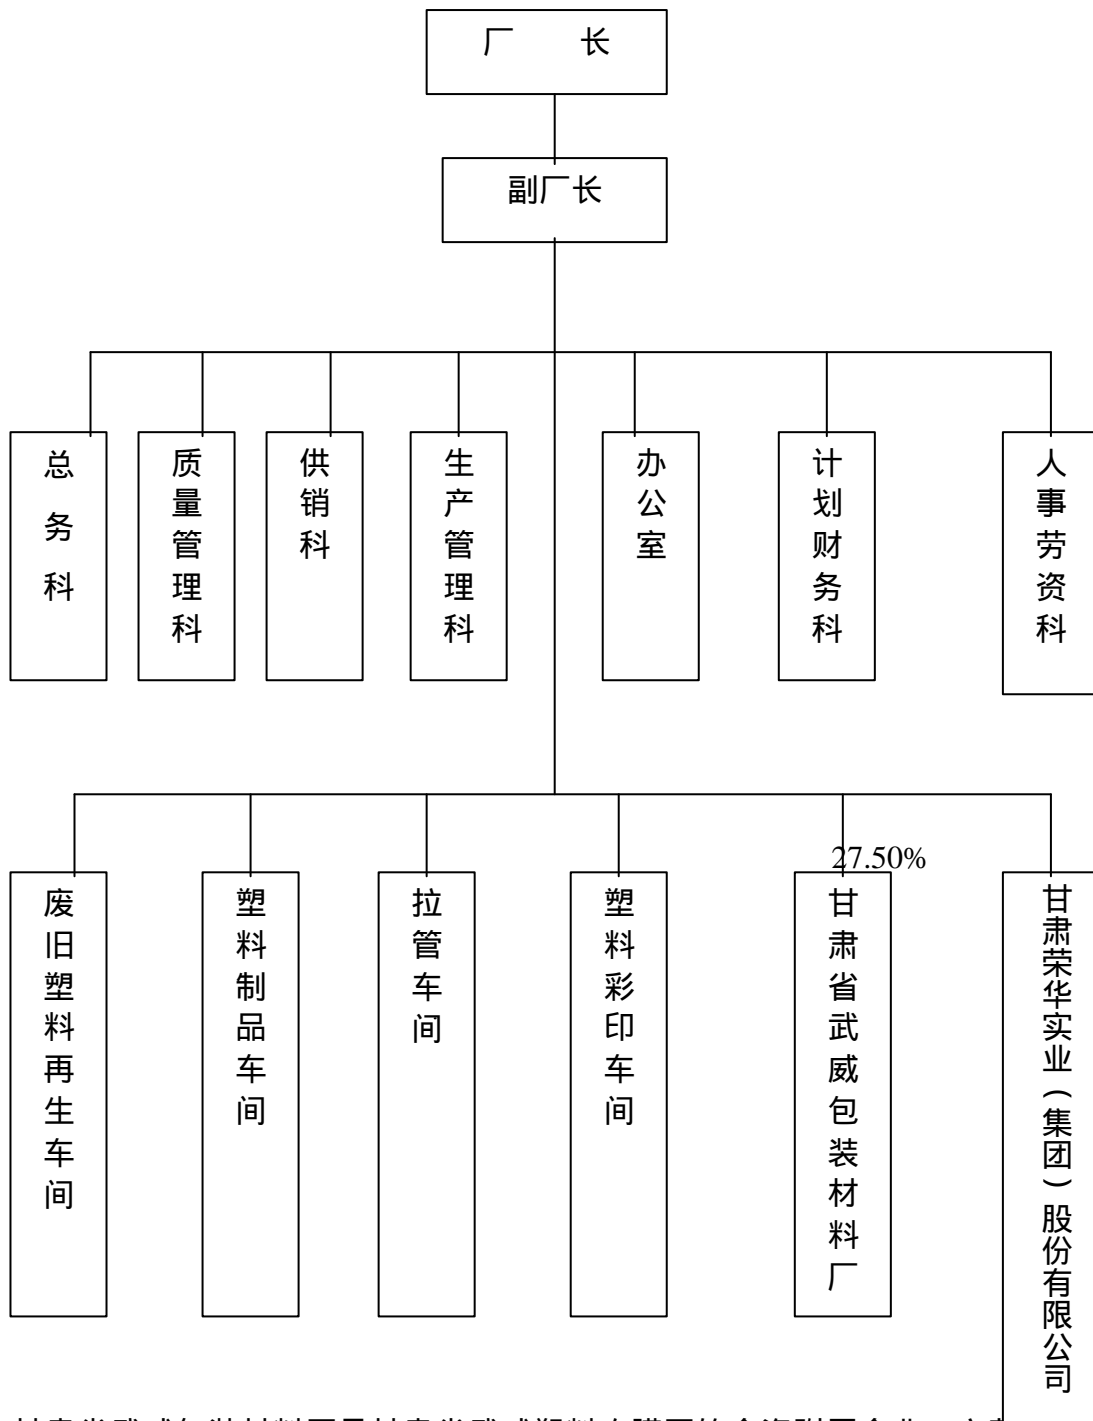 厂 长
副厂长
总务科
质量管理科
供销科
生产管理科
办公室
计划财务科
人事劳资科
27.50%
废旧塑料再生车间
塑料制品车间
拉管车间
塑料彩印车间
甘肃省武威包装材料厂
甘肃荣华实业（集团）股份有限公司